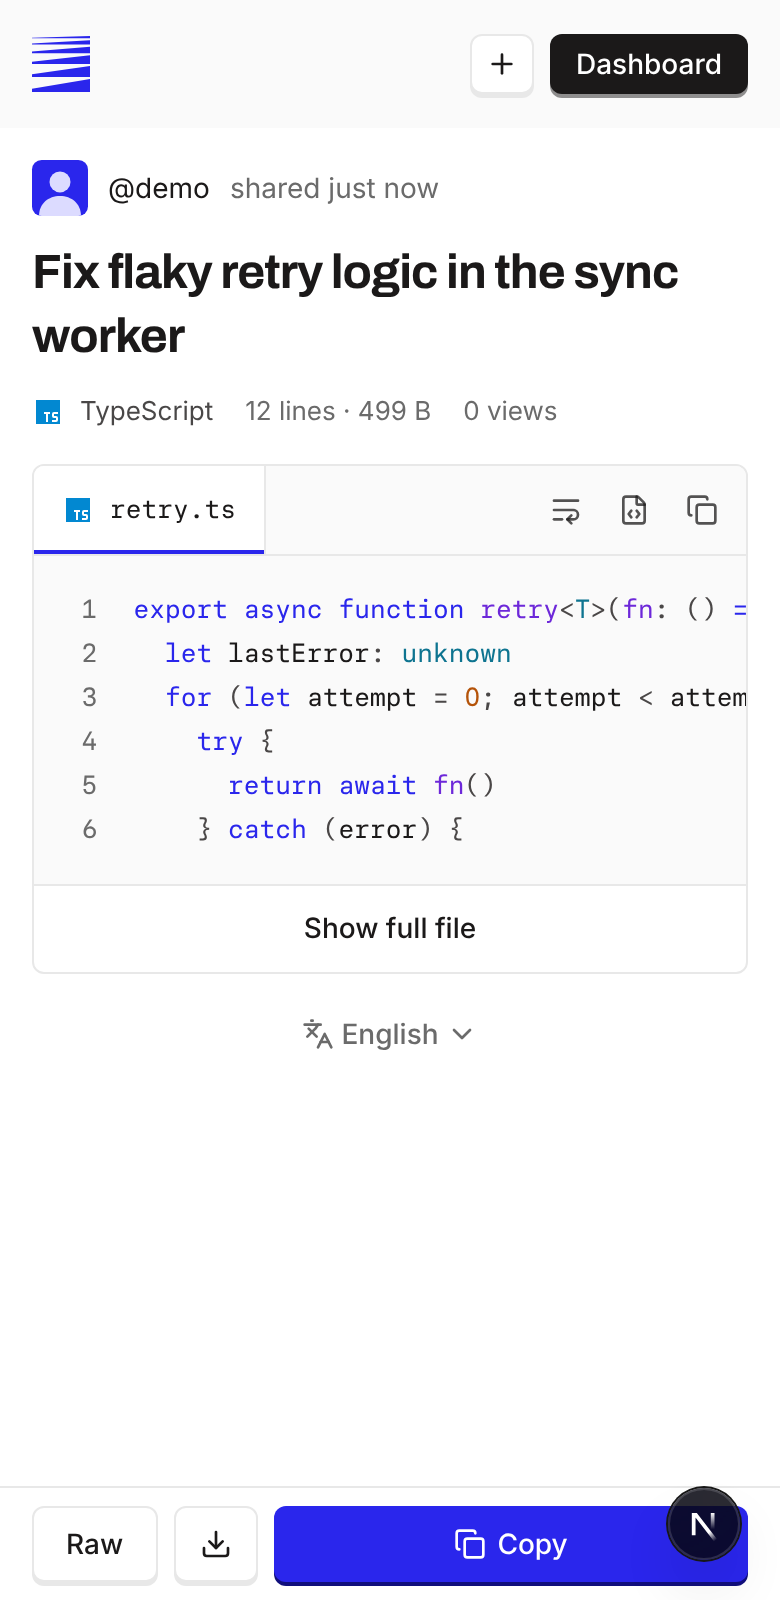 Dashboard
@demo shared just now
Fix flaky retry logic in the sync
worker
TS TypeScript 12 lines · 499 B 0 views
TS retry.ts
1 export async function retry<T>(fn: () =
2 let lastError: unknown
3 for (let attempt = 0; attempt < attem
4 try {
5 return await fn()
6 } catch (error) {
Show full file
English
Raw Copy N